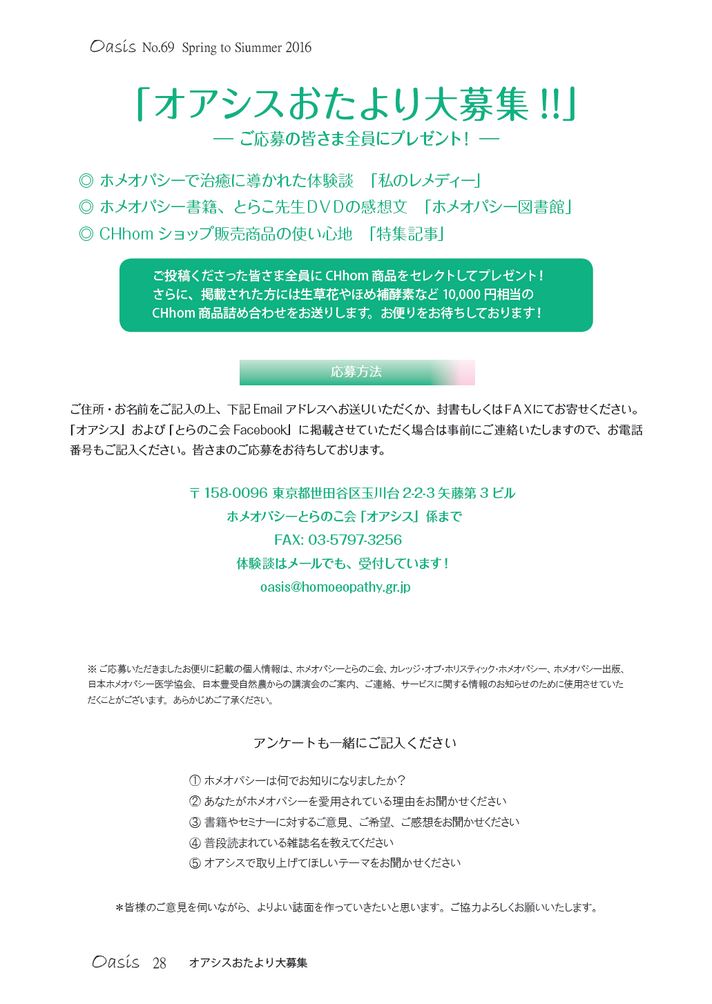 Oasis No.69 Spring to Siummer 2016
「オアシスおたより大募集 !!」
― ご応募の皆さま全員にプレゼント！ ―
◎ ホメオパシーで治癒に導かれた体験談 「私のレメディー」
◎ ホメオパシー書籍、とらこ先生ＤＶＤの感想文 「ホメオパシー図書館」
◎ CHhom ショップ販売商品の使い心地 「特集記事」
ご投稿くださった皆さま全員に CHhom 商品をセレクトしてプレゼント！
さらに、掲載された方には生草花やほめ補酵素など 10,000 円相当の
CHhom 商品詰め合わせをお送りします。お便りをお待ちしております！
応募方法
ご住所・お名前をご記入の上、下記 Email アドレスへお送りいただくか、封書もしくはＦＡＸにてお寄せください。
『オアシス』および『とらのこ会 Facebook』に掲載させていただく場合は事前にご連絡いたしますので、お電話
番号もご記入ください。皆さまのご応募をお待ちしております。
〒 158-0096 東京都世田谷区玉川台 2-2-3 矢藤第 3 ビル
ホメオパシーとらのこ会『オアシス』係まで
FAX: 03-5797-3256
体験談はメールでも、受付しています！
oasis@homoeopathy.gr.jp
※ ご応募いただきましたお便りに記載の個人情報は、ホメオパシーとらのこ会、カレッジ・オブ・ホリスティック・ホメオパシー、ホメオパシー出版、
日本ホメオパシー医学協会、日本豊受自然農からの講演会のご案内、ご連絡、サービスに関する情報のお知らせのために使用させていた
だくことがございます。あらかじめご了承ください。
アンケートも一緒にご記入ください
① ホメオパシーは何でお知りになりましたか？
② あなたがホメオパシーを愛用されている理由をお聞かせください
③ 書籍やセミナーに対するご意見、ご希望、ご感想をお聞かせください
④ 普段読まれている雑誌名を教えてください
⑤ オアシスで取り上げてほしいテーマをお聞かせください
＊皆様のご意見を伺いながら、よりよい誌面を作っていきたいと思います。ご協力よろしくお願いいたします。
Oasis 28 オアシスおたより大募集